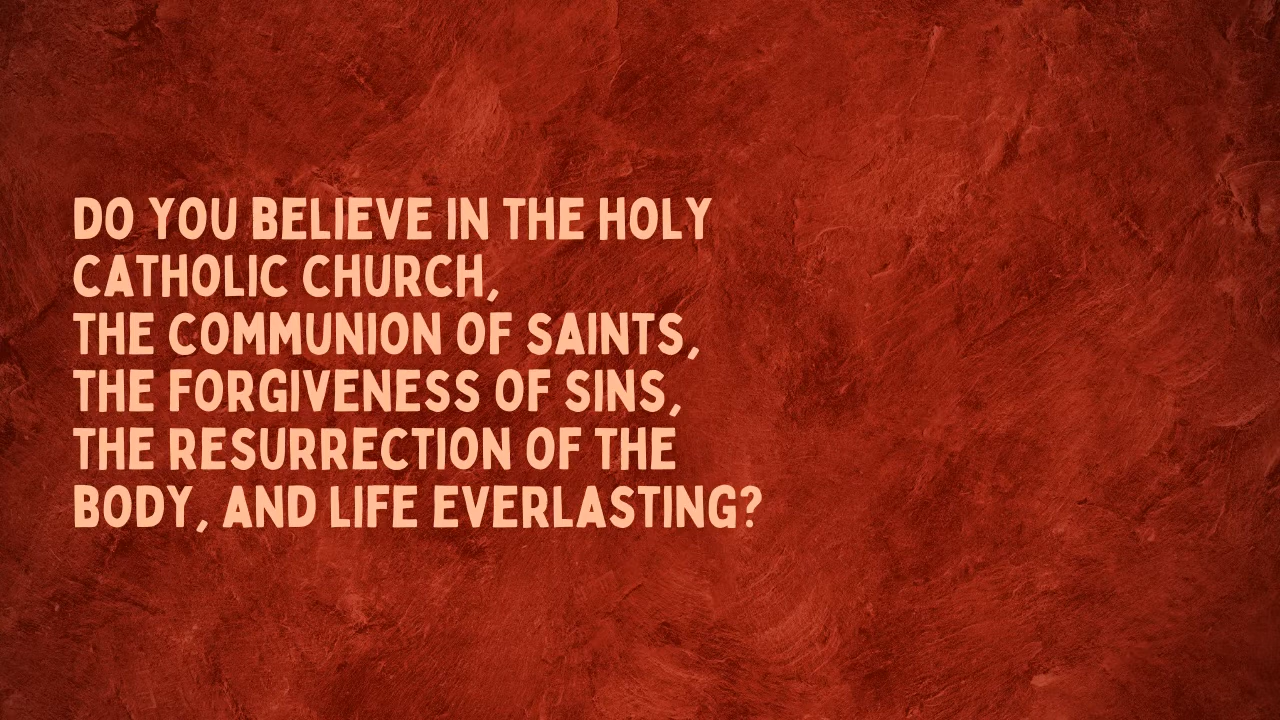 DO YOU BELIEVE IN THE HOLY
CATHOLIC CHURCH,
THE COMMUNION OF SAINTS,
THE FORGIVENESS OF SINS,
THE RESURRECTION OF THE
BODY, AND LIFE EVERLASTING?